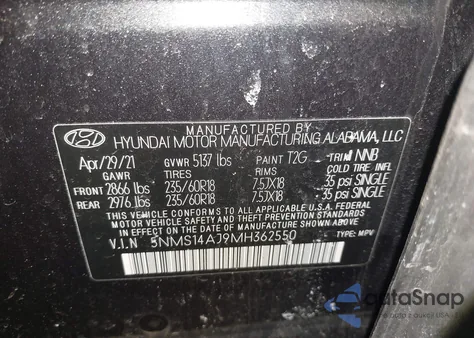 MANUFACTURED BY
HYUNDAI MOTOR MANUFACTURING ALABAMA, LLC
Apr/29/21 GVWR 5137 lbs PAINT T2G TRIM NNB
GAWR TIRES RIMS COLD TIRE INFL
FRONT 2866 lbs 235/60R18 7.5JX18 35 psi SINGLE
REAR 2976 lbs 235/60R18 7.5JX18 35 psi SINGLE
THIS VEHICLE CONFORMS TO ALL APPLICABLE
FEDERAL MOTOR VEHICLE SAFETY, BUMPER, AND THEFT PREVENTION
STANDARDS IN EFFECT ON THE DATE OF MANUFACTURE SHOWN ABOVE.
V.I.N 5NMS14AJ9MH362550 TYPE: MPV
autoSnap